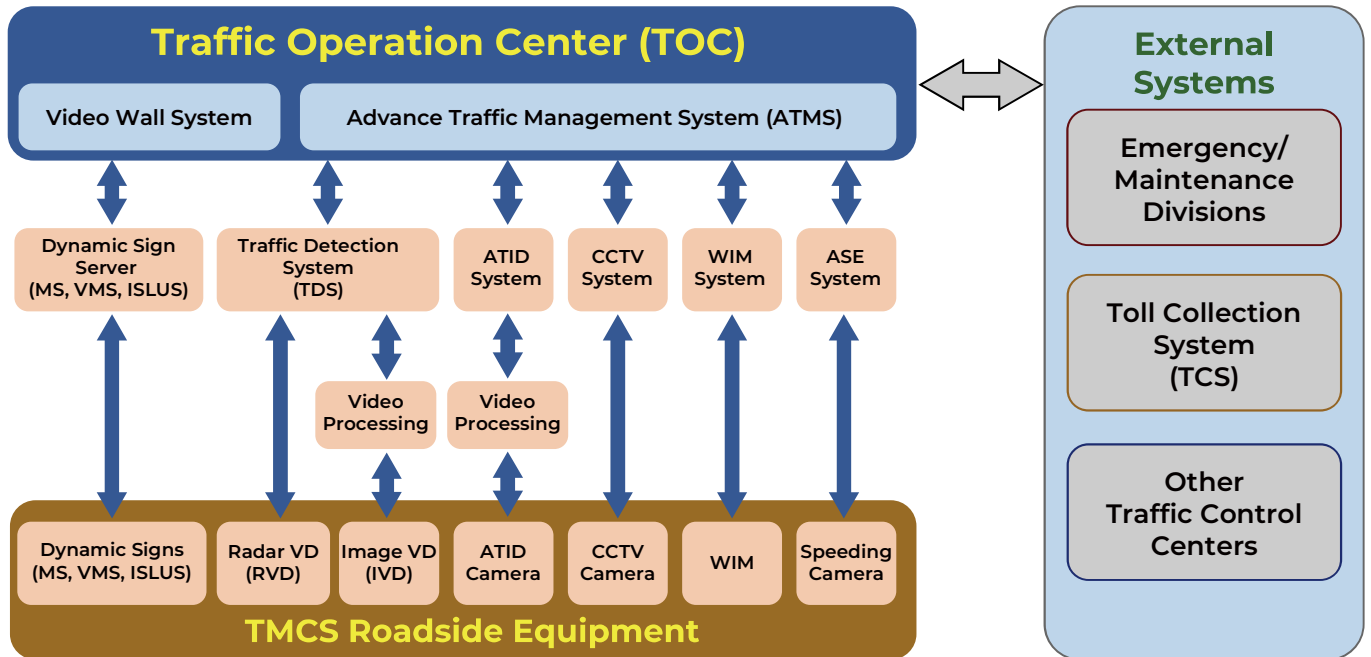 Traffic Operation Center (TOC)
Video Wall System
Advance Traffic Management System (ATMS)
Dynamic Sign
Server
(MS, VMS, ISLUS)
Traffic Detection
System
(TDS)
ATID
System
CCTV
System
WIM
System
ASE
System
Video
Processing
Video
Processing
Dynamic Signs
(MS, VMS, ISLUS)
Radar VD
(RVD)
Image VD
(IVD)
ATID
Camera
CCTV
Camera
WIM
Speeding
Camera
TMCS Roadside Equipment
External
Systems
Emergency/
Maintenance
Divisions
Toll Collection
System
(TCS)
Other
Traffic Control
Centers